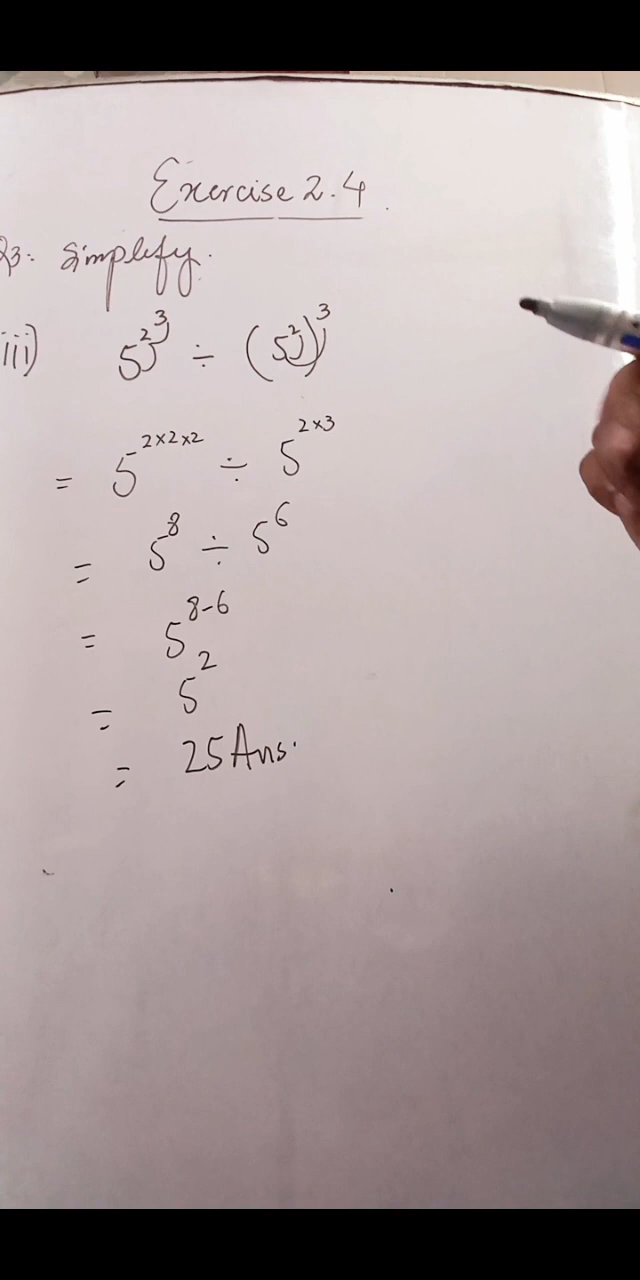 Exercise 2.4
Q3: Simplify.
iii) 5^2^3 ÷ (5^2)^3
= 5^2×2×2 ÷ 5^2×3
= 5^8 ÷ 5^6
= 5^8-6
= 5^2
= 25 Ans.